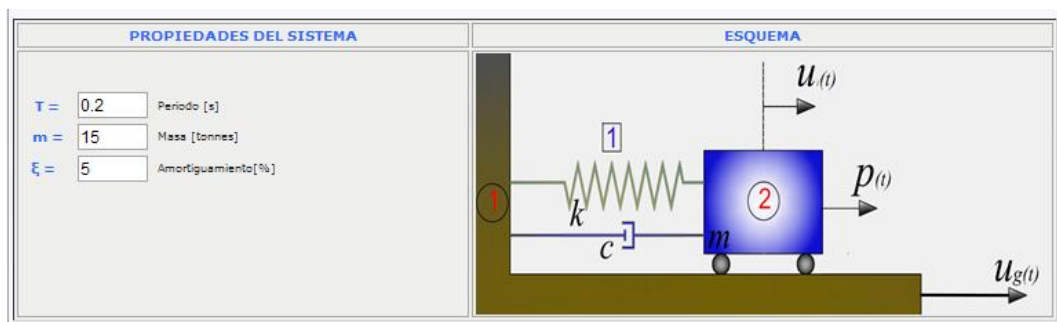 PROPIEDADES DEL SISTEMA
ESQUEMA
T = 0.2 Periodo [s]
m = 15 Masa [tonnes]
ξ = 5 Amortiguamiento[%]
u(t)
1
p(t)
1
2
k
c
m
ug(t)